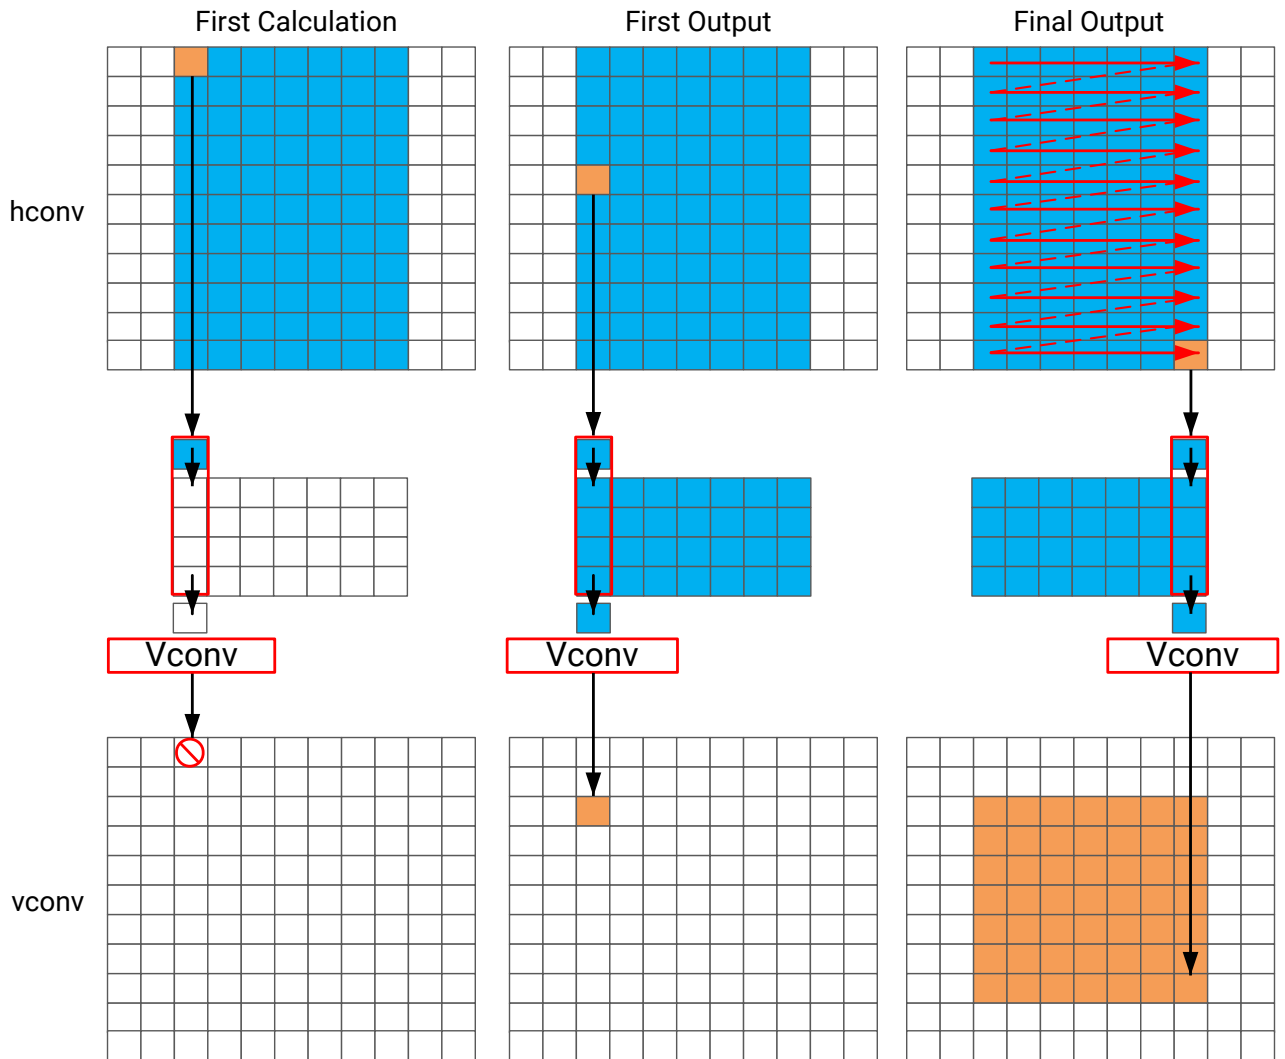 First Calculation
First Output
Final Output
hconv
Vconv
Vconv
Vconv
vconv